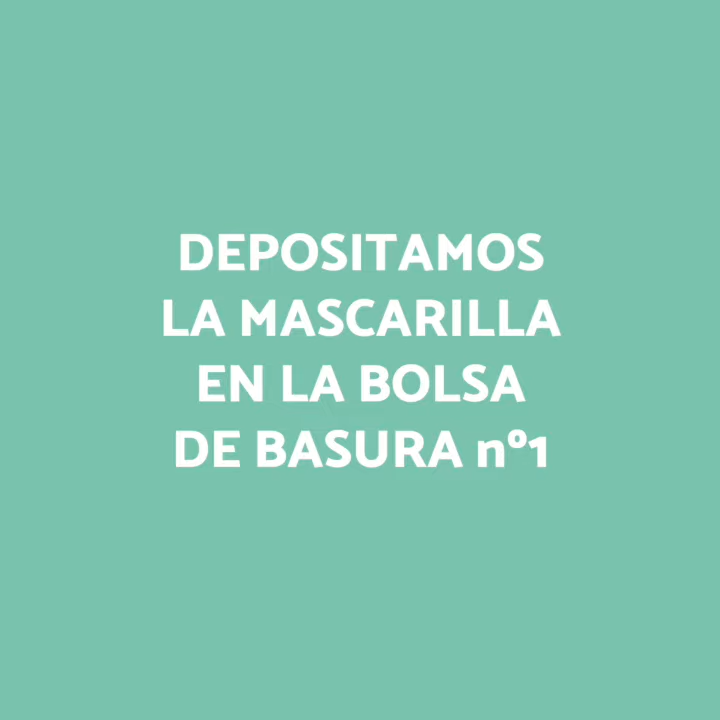 DEPOSITAMOS
LA MASCARILLA
EN LA BOLSA
DE BASURA nº1